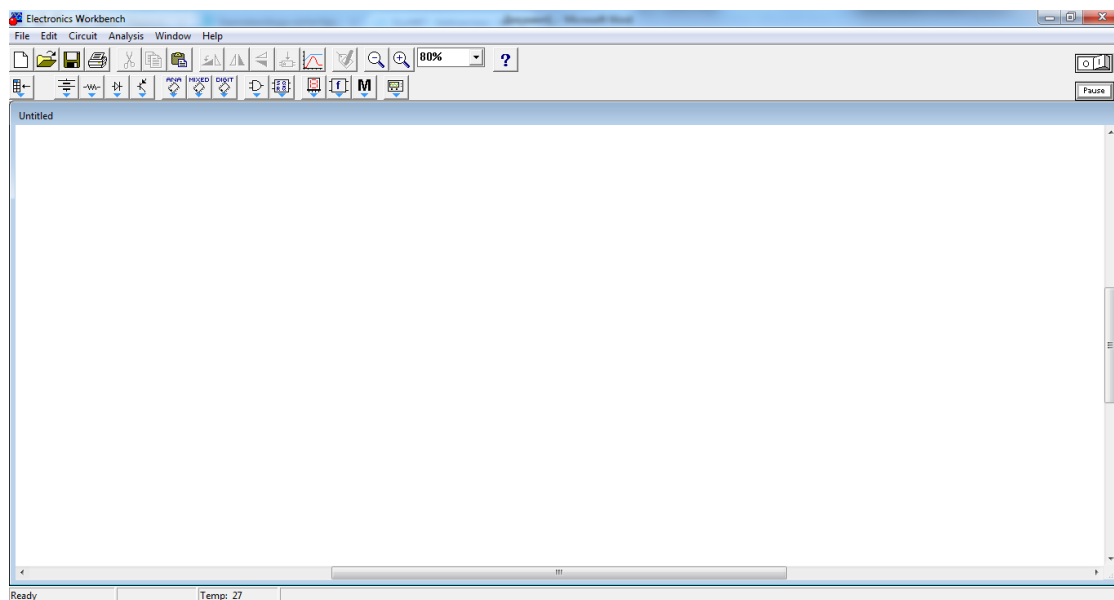 Electronics Workbench
File Edit Circuit Analysis Window Help
80% ?
ANA MIXED DIGIT M
Pause
Untitled
Ready Temp: 27